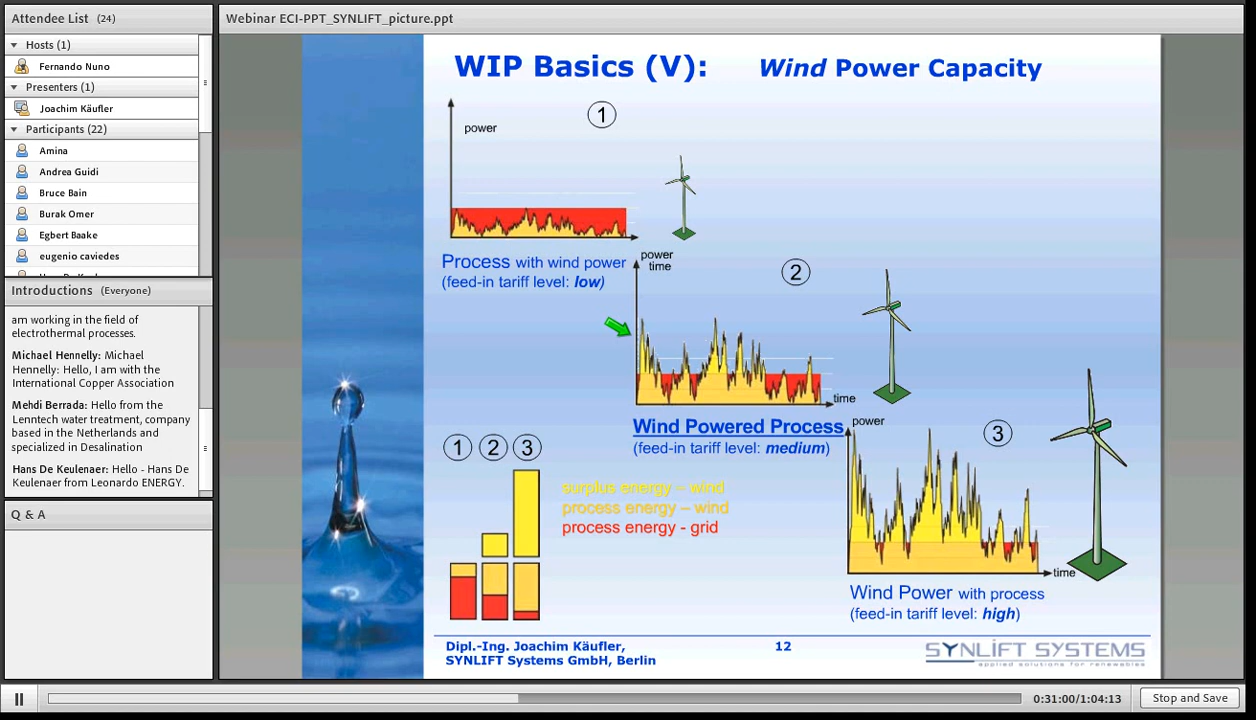 Attendee List (24)
Hosts (1)
Fernando Nuno
Presenters (1)
Joachim Käufler
Participants (22)
Amina
Andrea Guidi
Bruce Bain
Burak Omer
Egbert Baake
eugenio caviedes
Introductions (Everyone)
am working in the field of
electrothermal processes.
Michael Hennelly: Michael
Hennelly: Hello, I am with the
International Copper Association
Mehdi Berrada: Hello from the
Lenntech water treatment, company
based in the Netherlands and
specialized in Desalination
Hans De Keulenaer: Hello - Hans De
Keulenaer from Leonardo ENERGY.
Q & A
Webinar ECI-PPT_SYNLIFT_picture.ppt
WIP Basics (V): Wind Power Capacity
1
power
Process with wind power
(feed-in tariff level: low)
power
time
2
time
Wind Powered Process
(feed-in tariff level: medium)
power
3
time
Wind Power with process
(feed-in tariff level: high)
1 2 3
surplus energy – wind
process energy – wind
process energy - grid
Dipl.-Ing. Joachim Käufler,
SYNLIFT Systems GmbH, Berlin
12
SYNLIFT SYSTEMS
applied solutions for renewables
0:31:00/1:04:13
Stop and Save